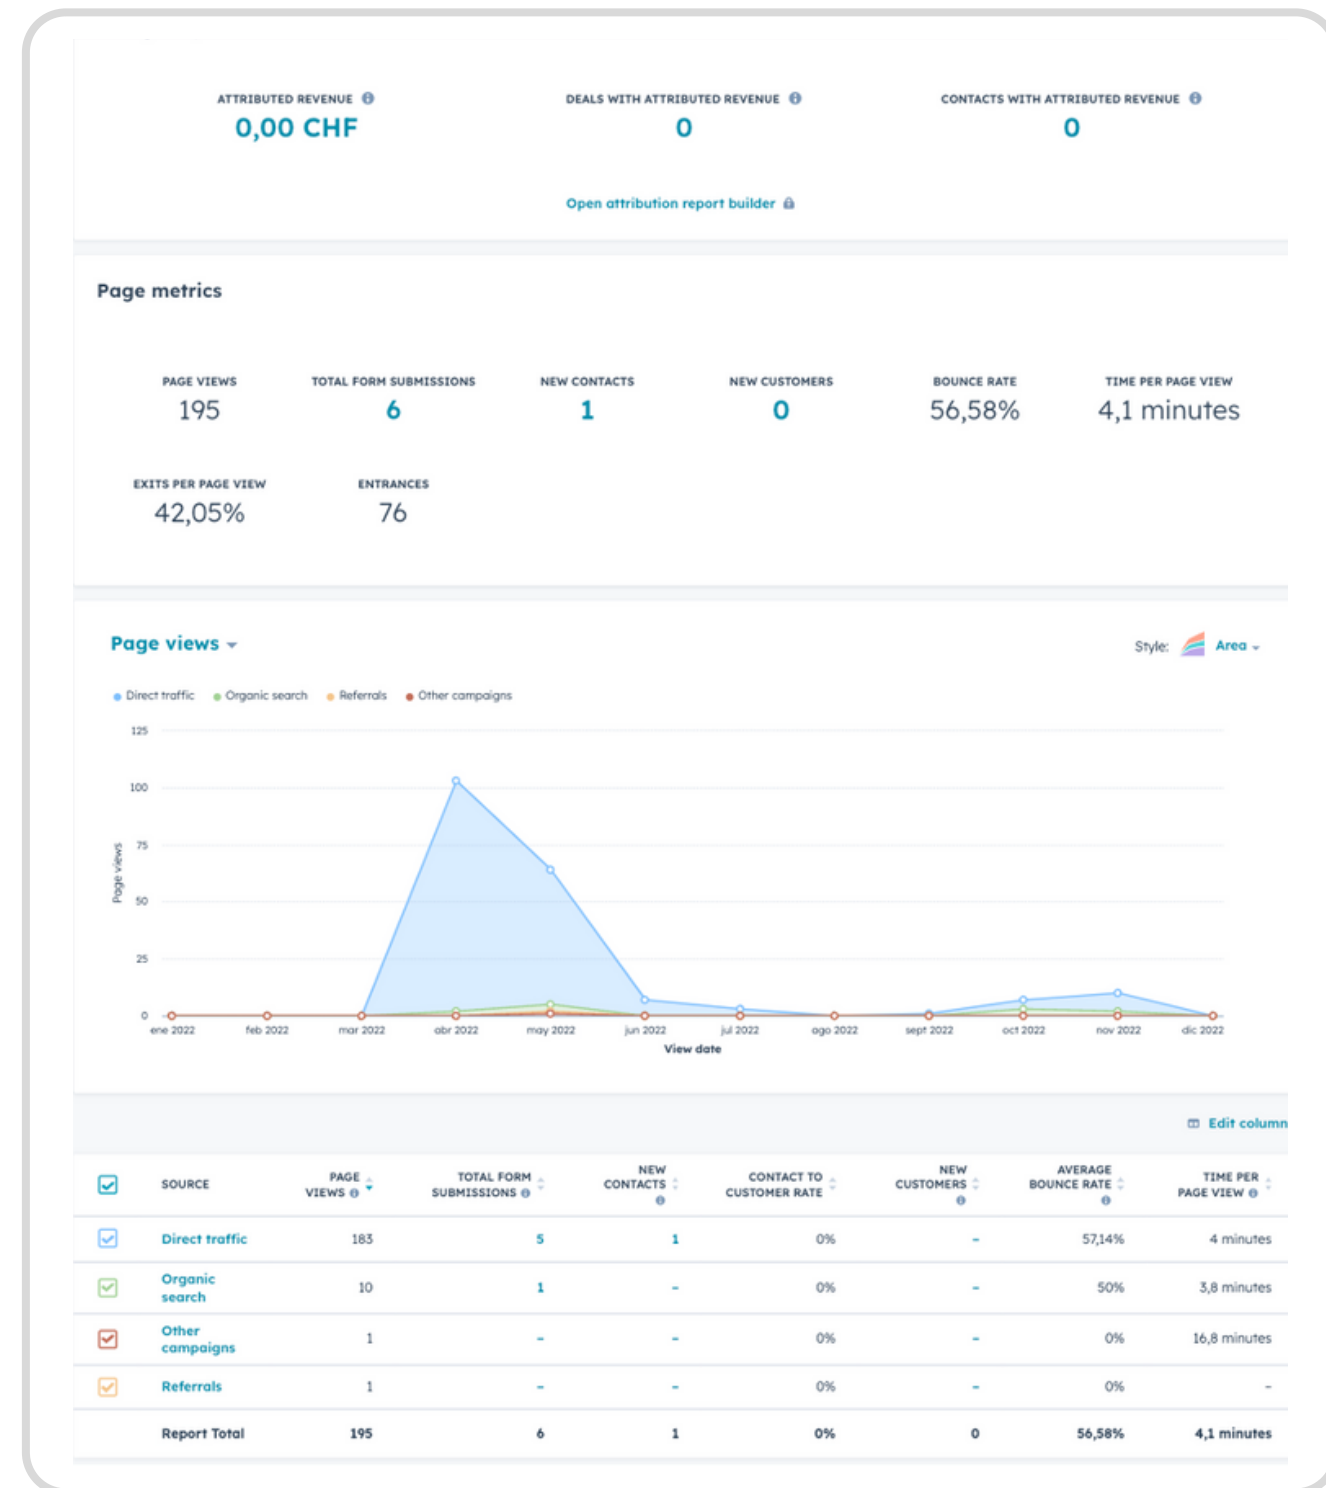 ATTRIBUTED REVENUE
DEALS WITH ATTRIBUTED REVENUE
CONTACTS WITH ATTRIBUTED REVENUE
0,00 CHF
0
0
Open attribution report builder
Page metrics
PAGE VIEWS
TOTAL FORM SUBMISSIONS
NEW CONTACTS
NEW CUSTOMERS
BOUNCE RATE
TIME PER PAGE VIEW
195
6
1
0
56,58%
4,1 minutes
EXITS PER PAGE VIEW
ENTRANCES
42,05%
76
Page views
Style: Area
Direct traffic Organic search Referrals Other campaigns
125
100
75
50
25
0
Page views
ene 2022 feb 2022 mar 2022 abr 2022 may 2022 jun 2022 jul 2022 ago 2022 sept 2022 oct 2022 nov 2022 dic 2022
View date
Edit column
SOURCE
PAGE VIEWS
TOTAL FORM SUBMISSIONS
NEW CONTACTS
CONTACT TO CUSTOMER RATE
NEW CUSTOMERS
AVERAGE BOUNCE RATE
TIME PER PAGE VIEW
Direct traffic 183 5 1 0% - 57,14% 4 minutes
Organic search 10 1 - 0% - 50% 3,8 minutes
Other campaigns 1 - - 0% - 0% 16,8 minutes
Referrals 1 - - 0% - 0% -
Report Total 195 6 1 0% 0 56,58% 4,1 minutes